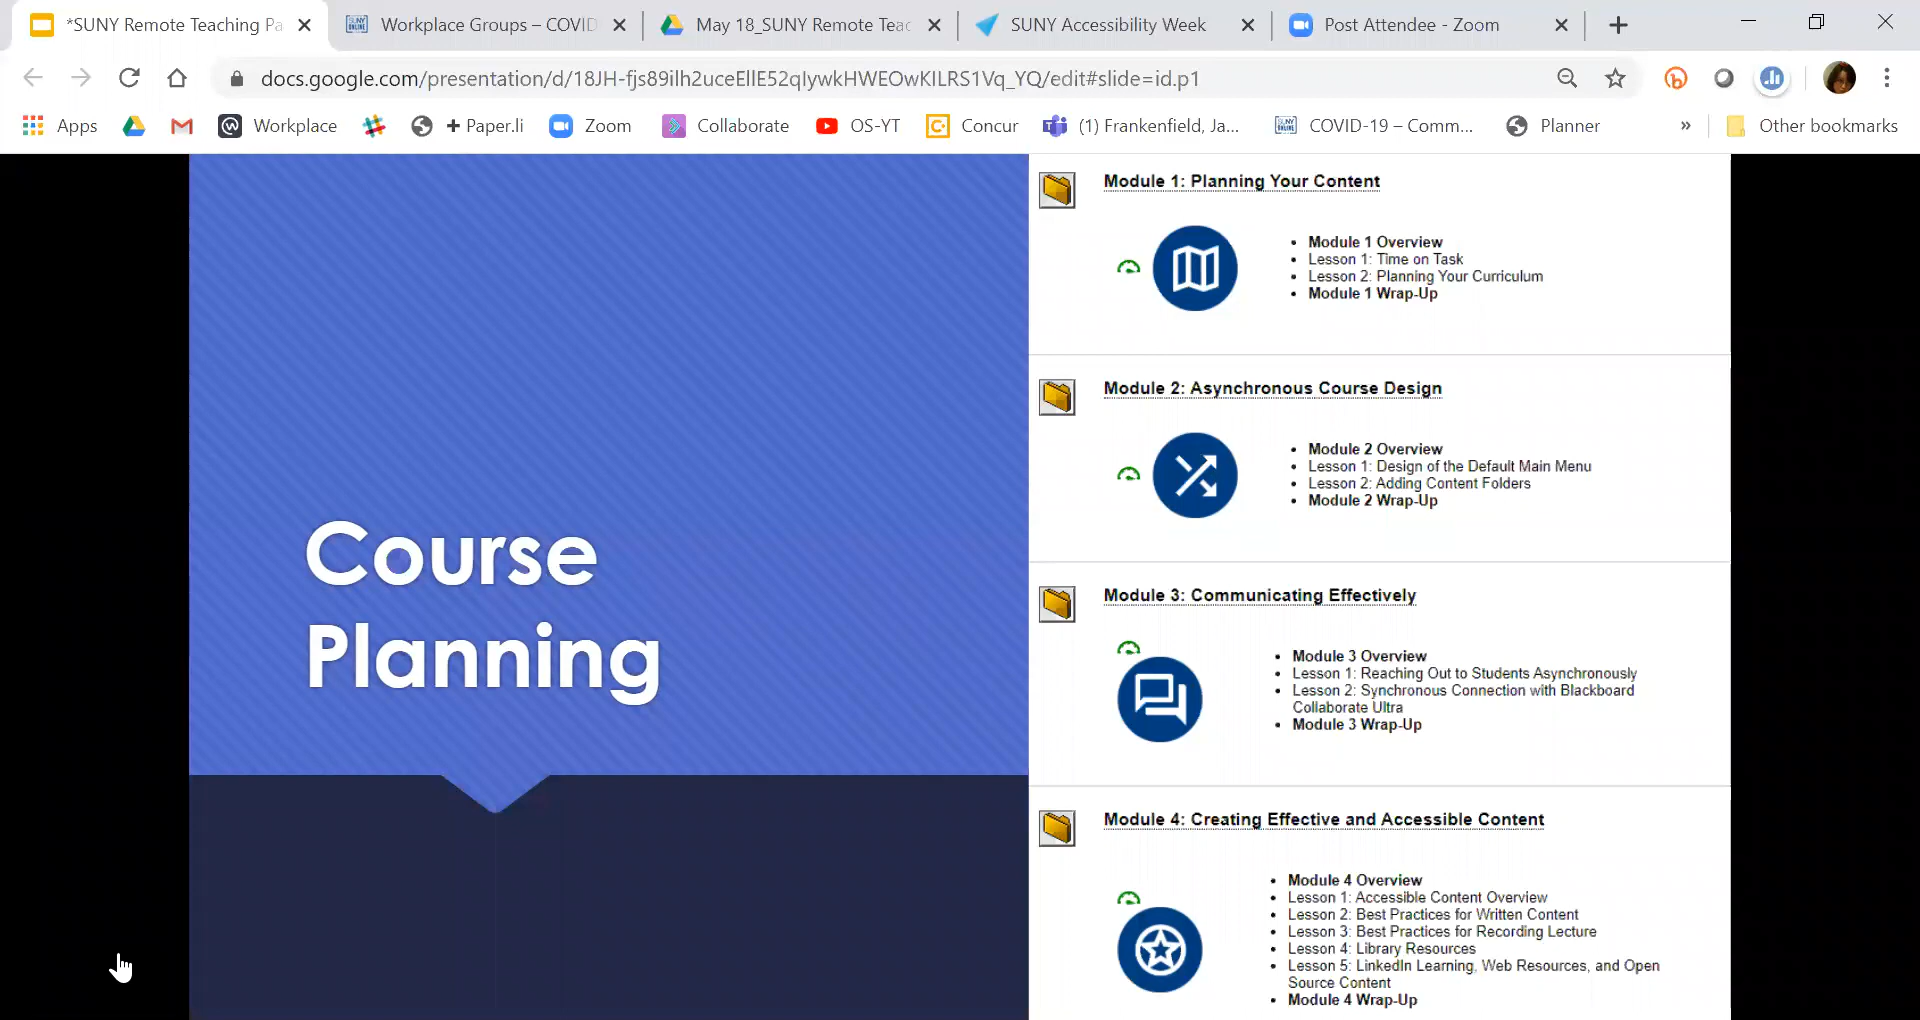 *SUNY Remote Teaching Pa
Workplace Groups – COVID
May 18_SUNY Remote Teac
SUNY Accessibility Week
Post Attendee - Zoom
docs.google.com/presentation/d/18JH-fjs89ilh2uceEllE52qIywkHWEOwKILRS1Vq_YQ/edit#slide=id.p1
Apps
Workplace
+ Paper.li
Zoom
Collaborate
OS-YT
Concur
(1) Frankenfield, Ja...
COVID-19 – Comm...
Planner
»
Other bookmarks
Course
Planning
Module 1: Planning Your Content
• Module 1 Overview
• Lesson 1: Time on Task
• Lesson 2: Planning Your Curriculum
• Module 1 Wrap-Up
Module 2: Asynchronous Course Design
• Module 2 Overview
• Lesson 1: Design of the Default Main Menu
• Lesson 2: Adding Content Folders
• Module 2 Wrap-Up
Module 3: Communicating Effectively
• Module 3 Overview
• Lesson 1: Reaching Out to Students Asynchronously
• Lesson 2: Synchronous Connection with Blackboard
Collaborate Ultra
• Module 3 Wrap-Up
Module 4: Creating Effective and Accessible Content
• Module 4 Overview
• Lesson 1: Accessible Content Overview
• Lesson 2: Best Practices for Written Content
• Lesson 3: Best Practices for Recording Lecture
• Lesson 4: Library Resources
• Lesson 5: LinkedIn Learning, Web Resources, and Open
Source Content
• Module 4 Wrap-Up